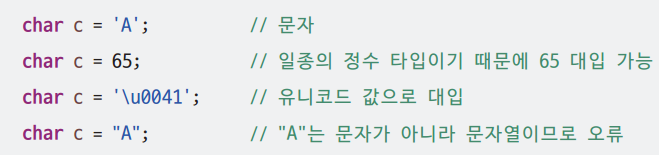 char c = 'A';          // 문자
char c = 65;           // 일종의 정수 타입이기 때문에 65 대입 가능
char c = '\u0041';     // 유니코드 값으로 대입
char c = "A";          // "A"는 문자가 아니라 문자열이므로 오류